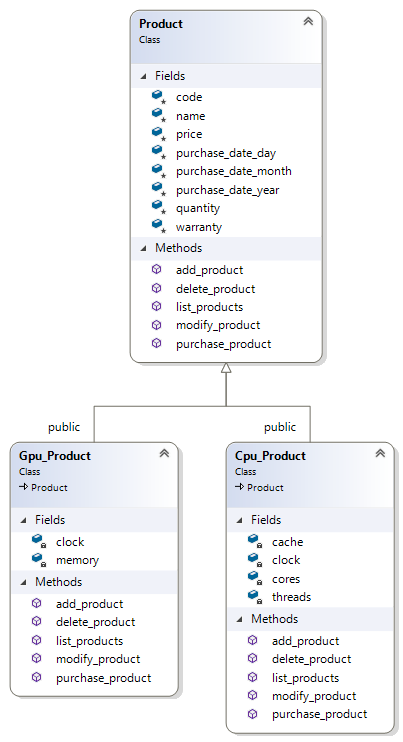 Product
Class
Fields
code
name
price
purchase_date_day
purchase_date_month
purchase_date_year
quantity
warranty
Methods
add_product
delete_product
list_products
modify_product
purchase_product
public
public
Gpu_Product
Class
Product
Fields
clock
memory
Methods
add_product
delete_product
list_products
modify_product
purchase_product
Cpu_Product
Class
Product
Fields
cache
clock
cores
threads
Methods
add_product
delete_product
list_products
modify_product
purchase_product